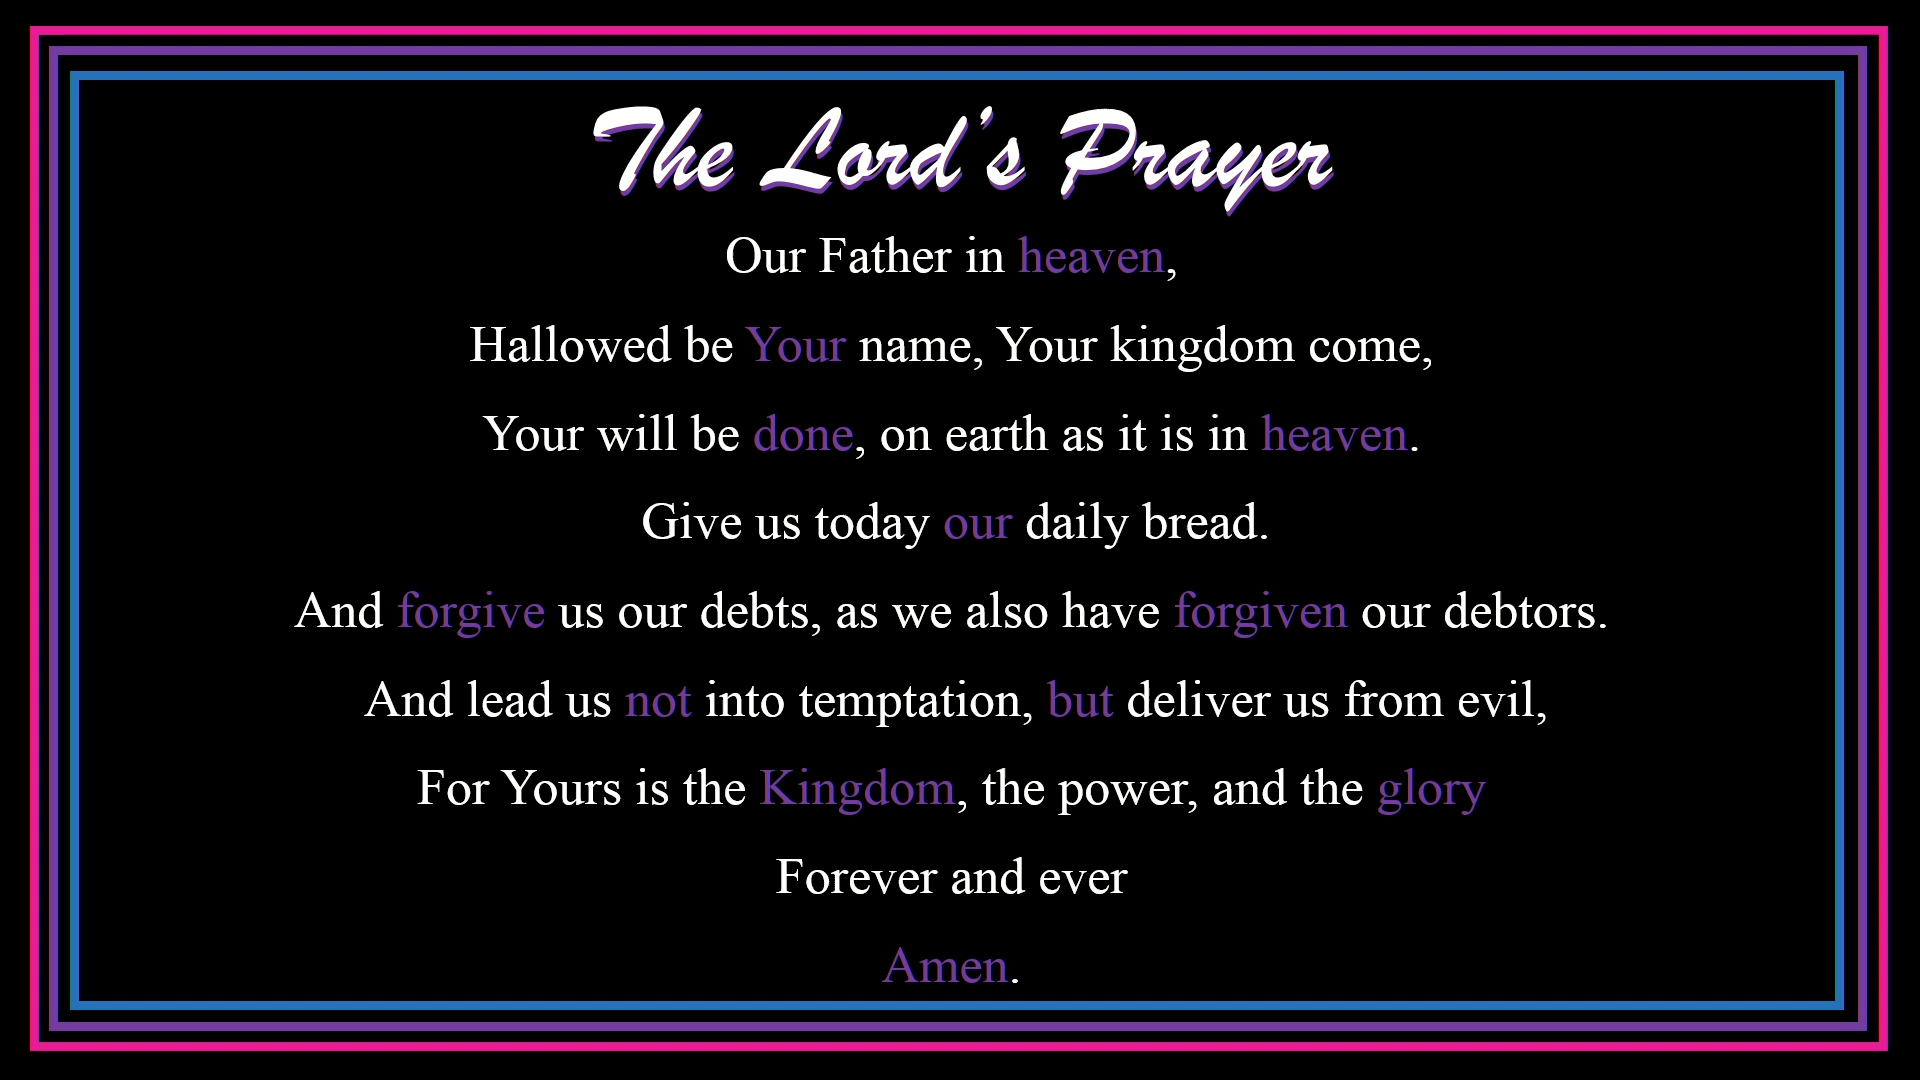 The Lord's Prayer
Our Father in heaven,
Hallowed be Your name, Your kingdom come,
Your will be done, on earth as it is in heaven.
Give us today our daily bread.
And forgive us our debts, as we also have forgiven our debtors.
And lead us not into temptation, but deliver us from evil,
For Yours is the Kingdom, the power, and the glory
Forever and ever
Amen.